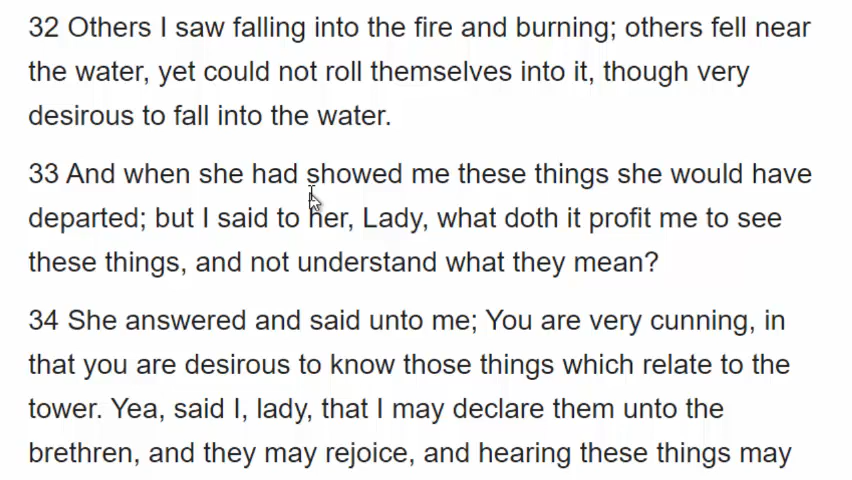 32 Others I saw falling into the fire and burning; others fell near
the water, yet could not roll themselves into it, though very
desirous to fall into the water.
33 And when she had showed me these things she would have
departed; but I said to her, Lady, what doth it profit me to see
these things, and not understand what they mean?
34 She answered and said unto me; You are very cunning, in
that you are desirous to know those things which relate to the
tower. Yea, said I, lady, that I may declare them unto the
brethren, and they may rejoice, and hearing these things may